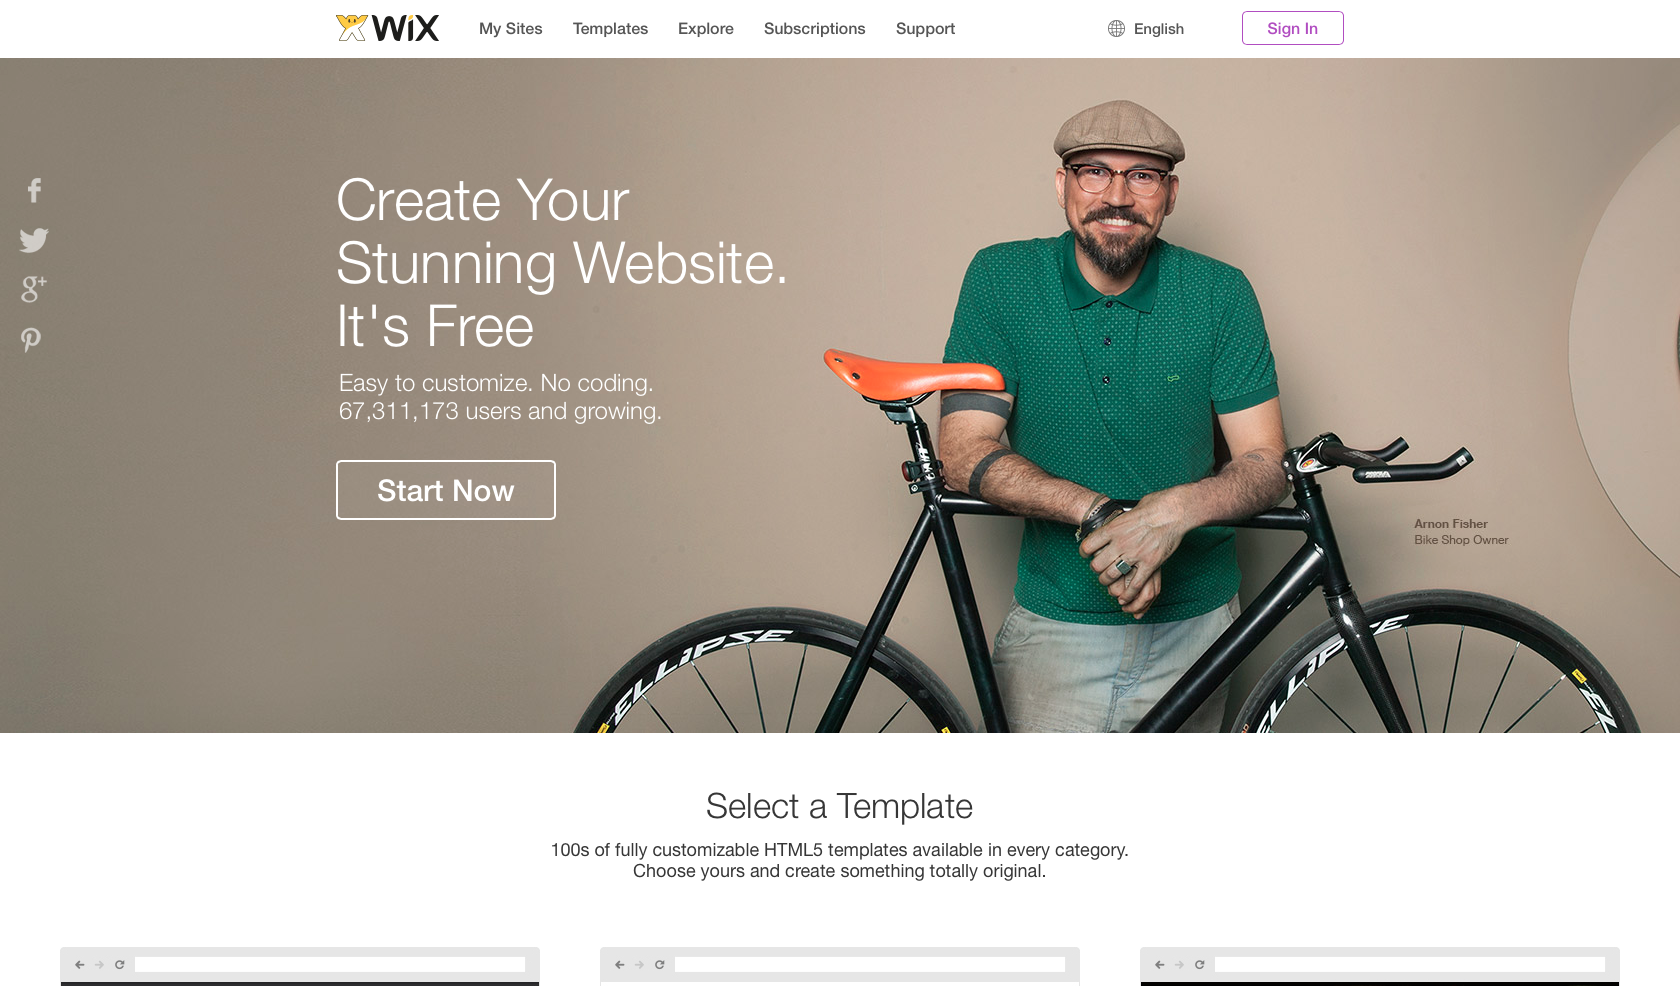 WiX
My Sites
Templates
Explore
Subscriptions
Support
English
Sign In
Create Your
Stunning Website.
It's Free
Easy to customize. No coding.
67,311,173 users and growing.
Start Now
Arnon Fisher
Bike Shop Owner
ELLIPSE
ELLIPSE
EL
Select a Template
100s of fully customizable HTML5 templates available in every category.
Choose yours and create something totally original.